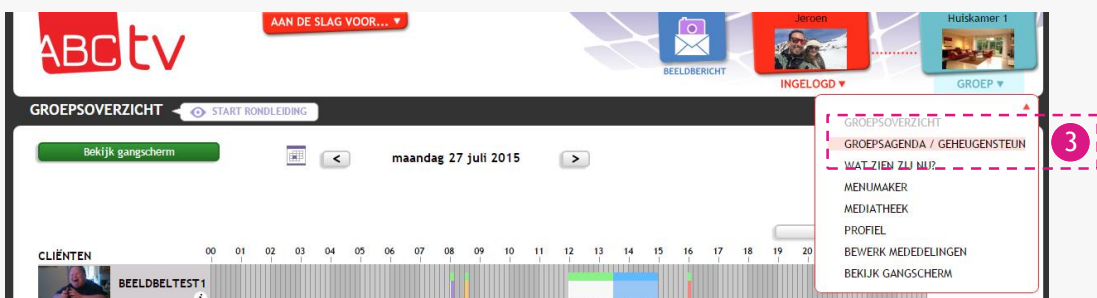 ABCtv
AAN DE SLAG VOOR... ▼
BEELDBERICHT
Jeroen
INGELOGD ▼
Huiskamer 1
GROEP ▼
GROEPSOVERZICHT
START RONDLEIDING
Bekijk gangscherm
<
maandag 27 juli 2015
>
GROEPSOVERZICHT
GROEPSAGENDA / GEHEUGENSTEUN
WAT ZIEN ZIJ NU?
MENUMAKER
MEDIATHEEK
PROFIEL
BEWERK MEDEDELINGEN
BEKIJK GANGSCHERM
3
CLIËNTEN
00 01 02 03 04 05 06 07 08 09 10 11 12 13 14 15 16 17 18 19 20
BEELDBELTEST1
i